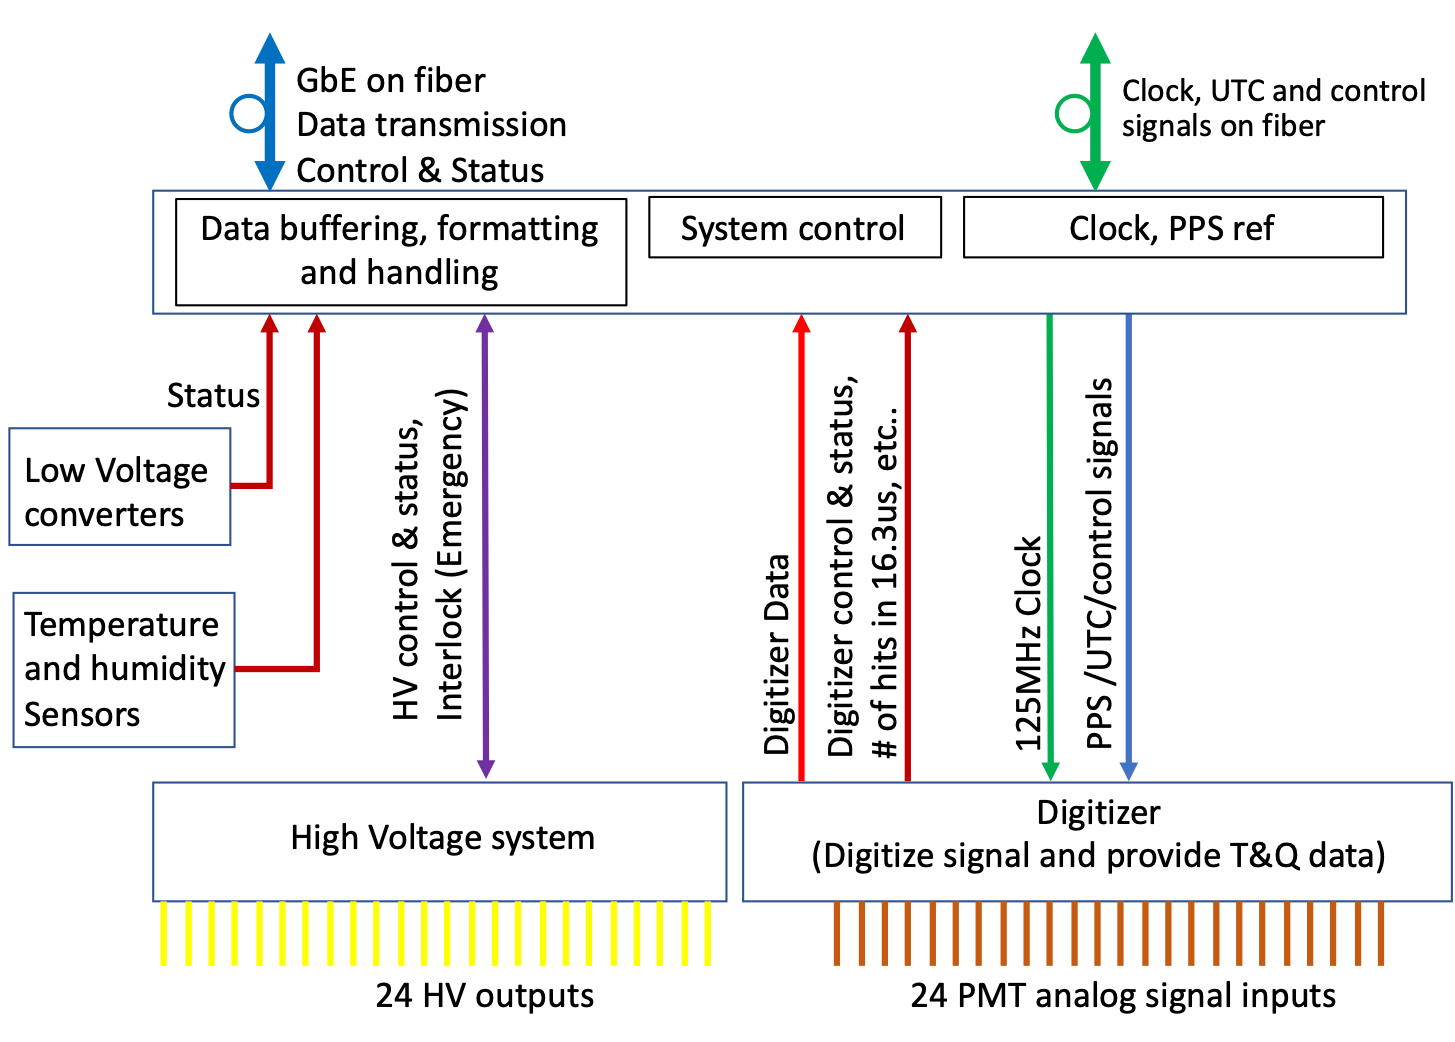 GbE on fiber
Data transmission
Control & Status
Clock, UTC and control
signals on fiber
Data buffering, formatting
and handling
System control
Clock, PPS ref
Status
Low Voltage
converters
Temperature
and humidity
Sensors
HV control & status,
Interlock (Emergency)
Digitizer Data
Digitizer control & status,
# of hits in 16.3us, etc..
125MHz Clock
PPS /UTC/control signals
High Voltage system
Digitizer
(Digitize signal and provide T&Q data)
24 HV outputs
24 PMT analog signal inputs